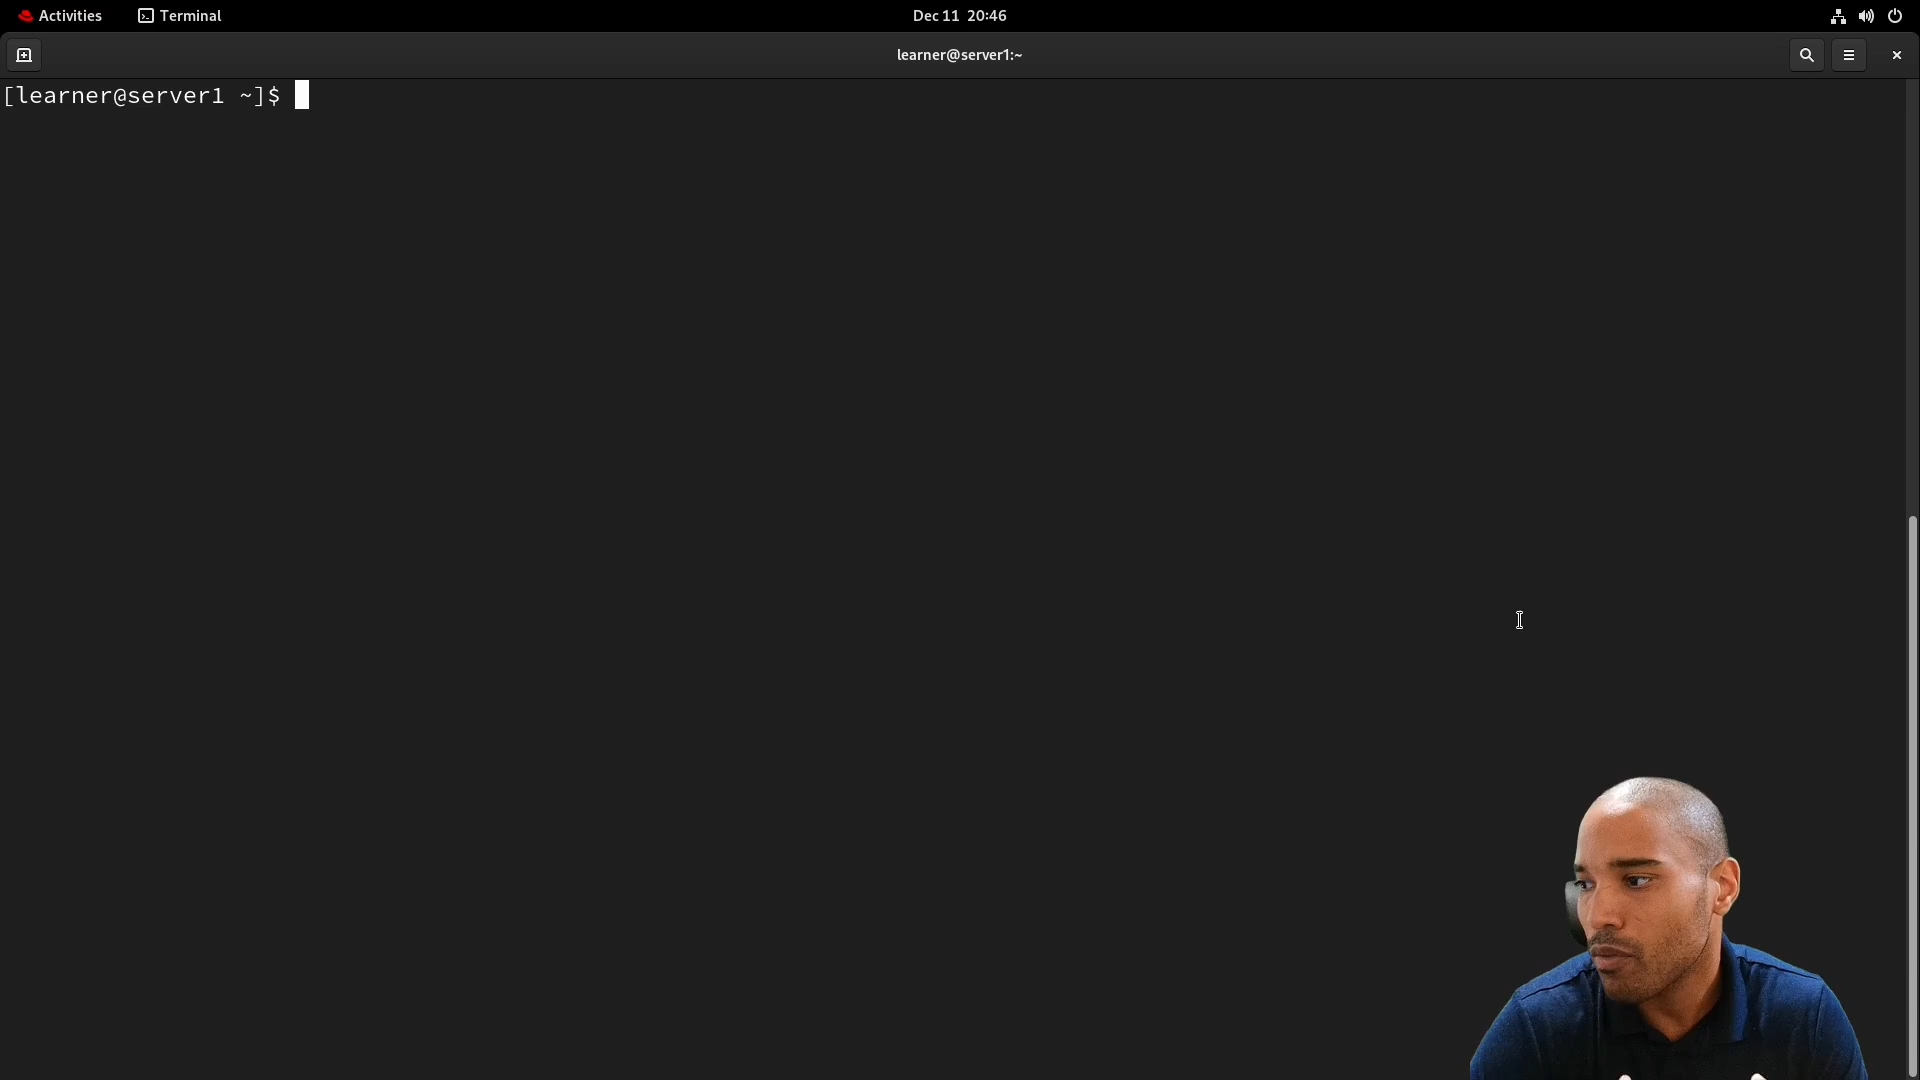 Activities
Terminal
Dec 11 20:46
learner@server1:~
[learner@server1 ~]$